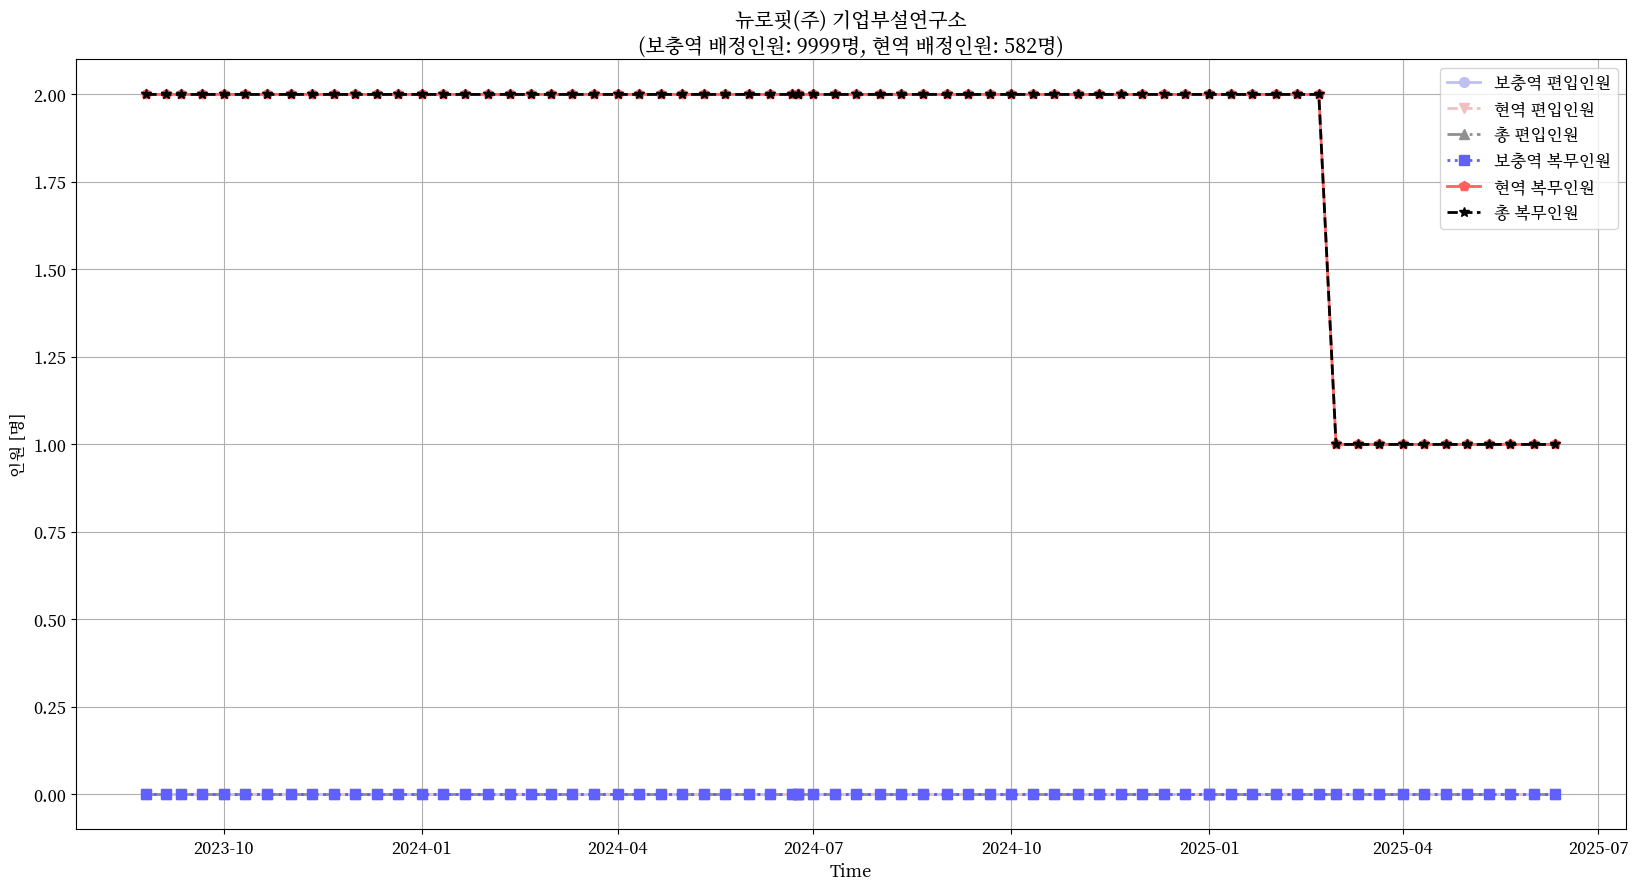 뉴로핏(주) 기업부설연구소
(보충역 배정인원: 9999명, 현역 배정인원: 582명)
보충역 편입인원
현역 편입인원
총 편입인원
보충역 복무인원
현역 복무인원
총 복무인원
2.00
1.75
1.50
1.25
1.00
0.75
0.50
0.25
0.00
인원 [명]
2023-10
2024-01
2024-04
2024-07
2024-10
2025-01
2025-04
2025-07
Time